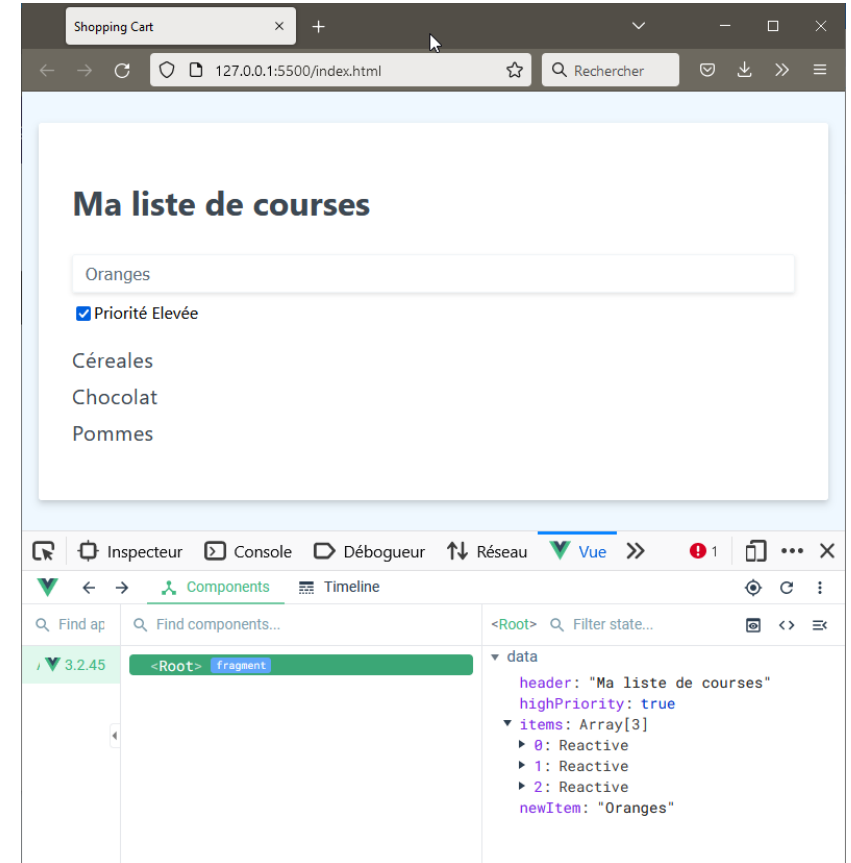 Shopping Cart
127.0.0.1:5500/index.html
Rechercher
Ma liste de courses
Oranges
Priorité Elevée
Céreales
Chocolat
Pommes
Inspecteur Console Débogueur Réseau Vue 1
Components Timeline
Find ap Find components... <Root> Filter state...
3.2.45 <Root> fragment
data
header: "Ma liste de courses"
highPriority: true
items: Array[3]
0: Reactive
1: Reactive
2: Reactive
newItem: "Oranges"